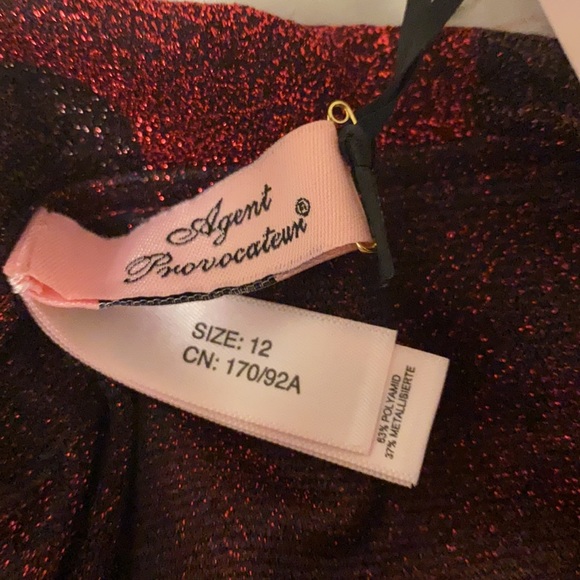 Agent
Provocateur®
SIZE: 12
CN: 170/92A
63% POLYAMID
37% METALLISIERTE